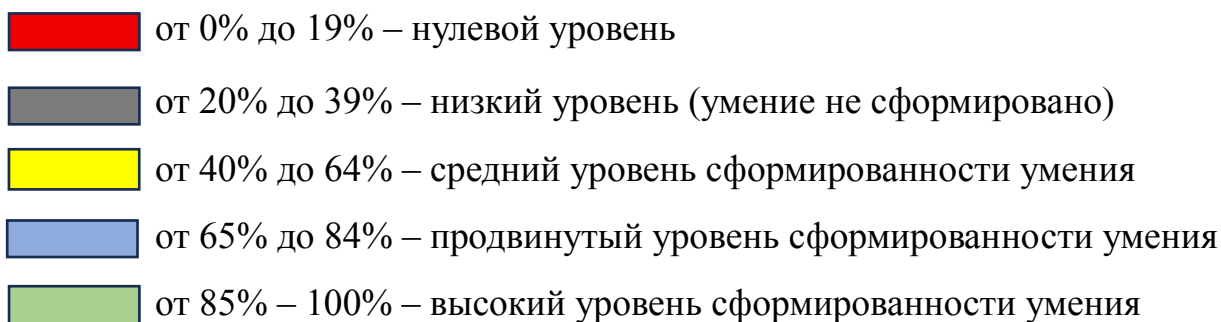 от 0% до 19% – нулевой уровень
от 20% до 39% – низкий уровень (умение не сформировано)
от 40% до 64% – средний уровень сформированности умения
от 65% до 84% – продвинутый уровень сформированности умения
от 85% – 100% – высокий уровень сформированности умения